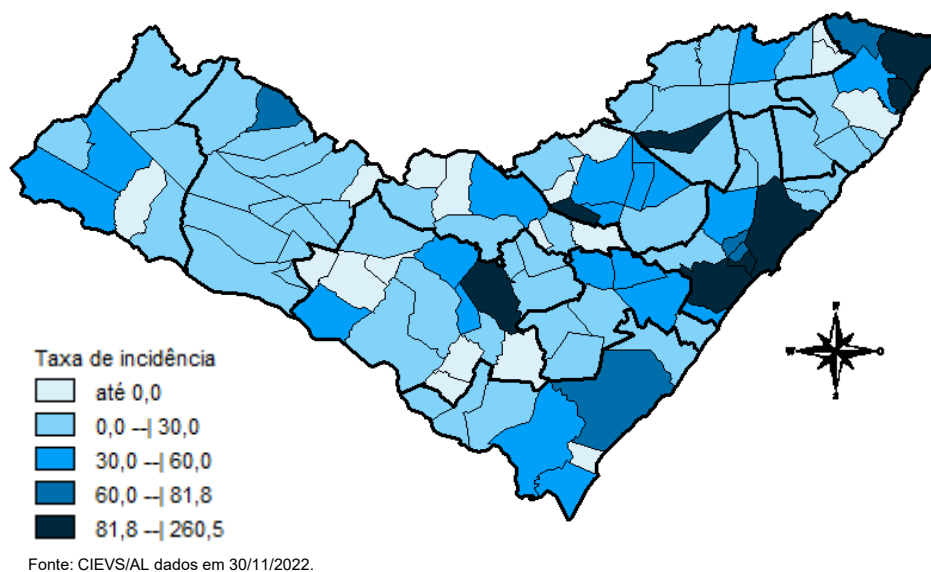 N
W
O
S
Taxa de incidência
até 0,0
0,0 --| 30,0
30,0 --| 60,0
60,0 --| 81,8
81,8 --| 260,5
Fonte: CIEVS/AL dados em 30/11/2022.